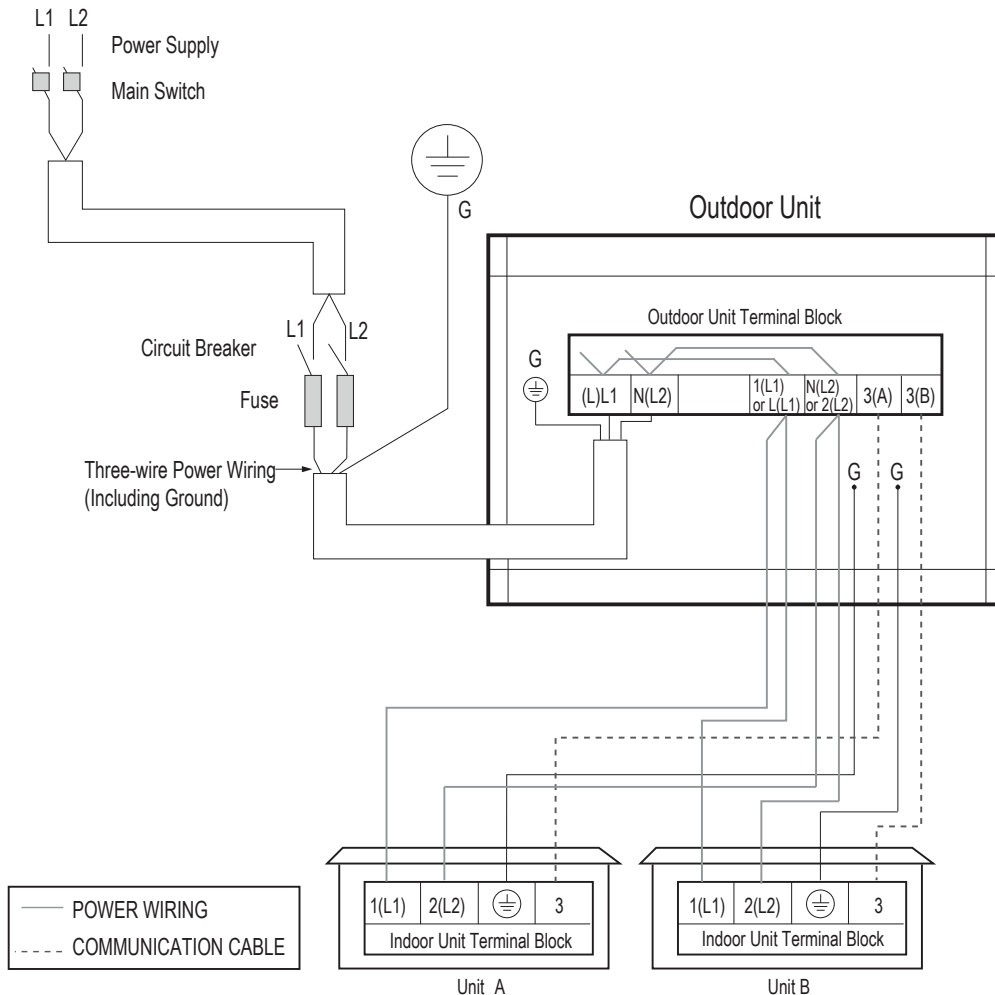 L1 L2
Power Supply
Main Switch
G
Outdoor Unit
Outdoor Unit Terminal Block
L1 L2
Circuit Breaker
Fuse
Three-wire Power Wiring
(Including Ground)
G
(L)L1 N(L2) 1(L1) or L(L1) N(L2) or 2(L2) 3(A) 3(B)
G G
1(L1) 2(L2) 3
Indoor Unit Terminal Block
Unit A
1(L1) 2(L2) 3
Indoor Unit Terminal Block
Unit B
POWER WIRING
COMMUNICATION CABLE